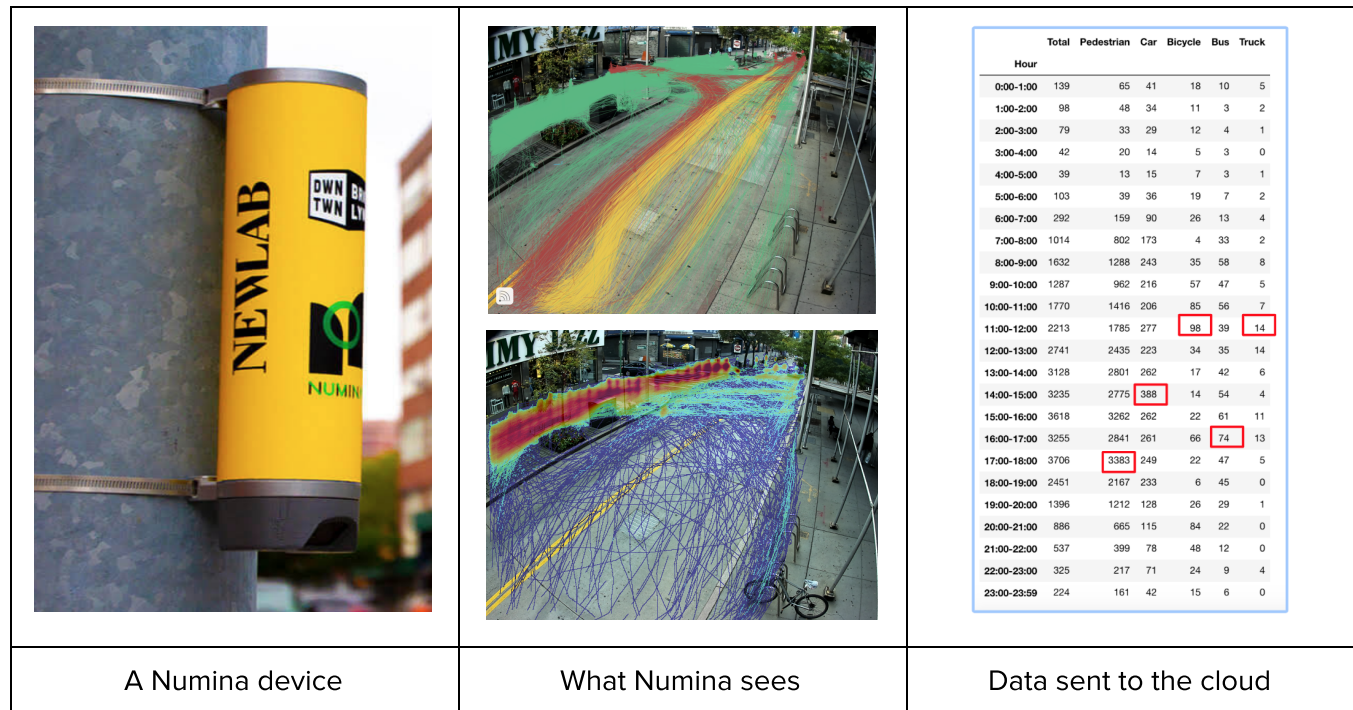 NEWLAB
DWN
TWN
NUMIN
IMY JAZZ
IMY JAZZ
Total Pedestrian Car Bicycle Bus Truck
Hour
0:00-1:00 139 65 41 18 10 5
1:00-2:00 98 48 34 11 3 2
2:00-3:00 79 33 29 12 4 1
3:00-4:00 42 20 14 5 3 0
4:00-5:00 39 13 15 7 3 1
5:00-6:00 103 39 36 19 7 2
6:00-7:00 292 159 90 26 13 4
7:00-8:00 1014 802 173 4 33 2
8:00-9:00 1632 1288 243 35 58 8
9:00-10:00 1287 962 216 57 47 5
10:00-11:00 1770 1416 206 85 56 7
11:00-12:00 2213 1785 277 98 39 14
12:00-13:00 2741 2435 223 34 35 14
13:00-14:00 3128 2801 262 17 42 6
14:00-15:00 3235 2775 388 14 54 4
15:00-16:00 3618 3262 262 22 61 11
16:00-17:00 3255 2841 261 66 74 13
17:00-18:00 3706 3383 249 22 47 5
18:00-19:00 2451 2167 233 6 45 0
19:00-20:00 1396 1212 128 26 29 1
20:00-21:00 886 665 115 84 22 0
21:00-22:00 537 399 78 48 12 0
22:00-23:00 325 217 71 24 9 4
23:00-23:59 224 161 42 15 6 0
A Numina device
What Numina sees
Data sent to the cloud